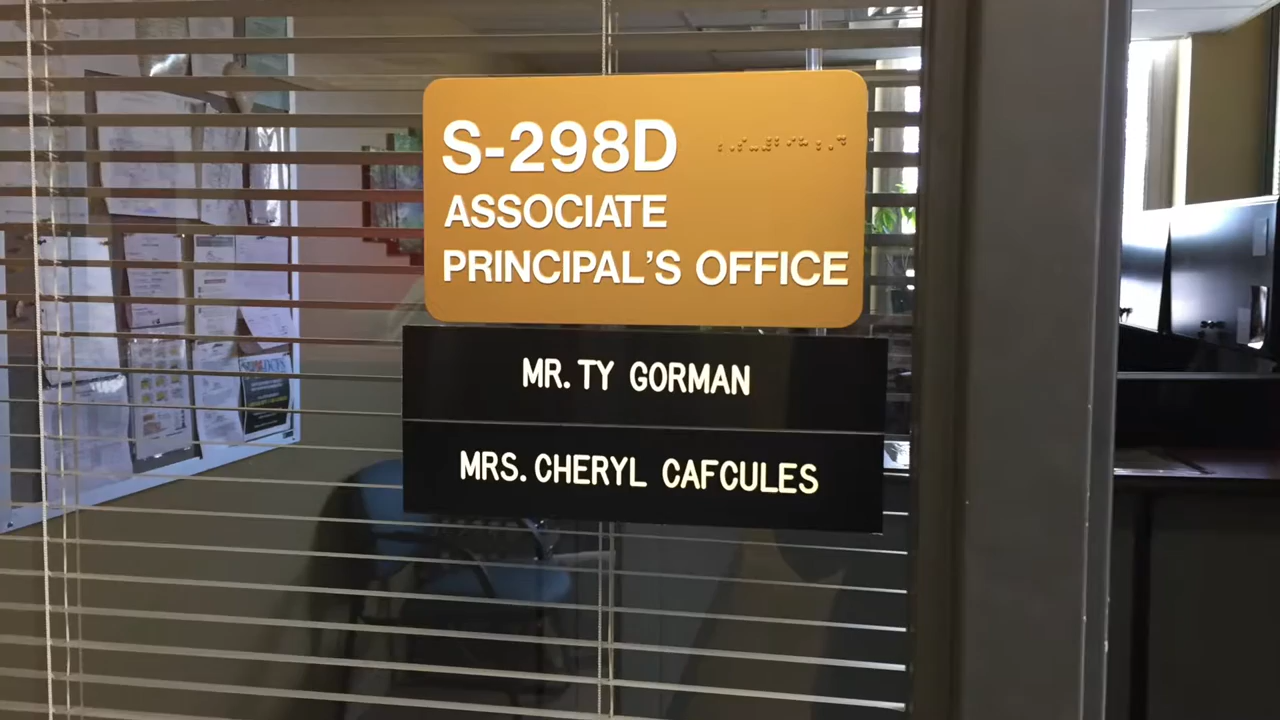 S-298D
ASSOCIATE
PRINCIPAL'S OFFICE
MR. TY GORMAN
MRS. CHERYL CAFCULES